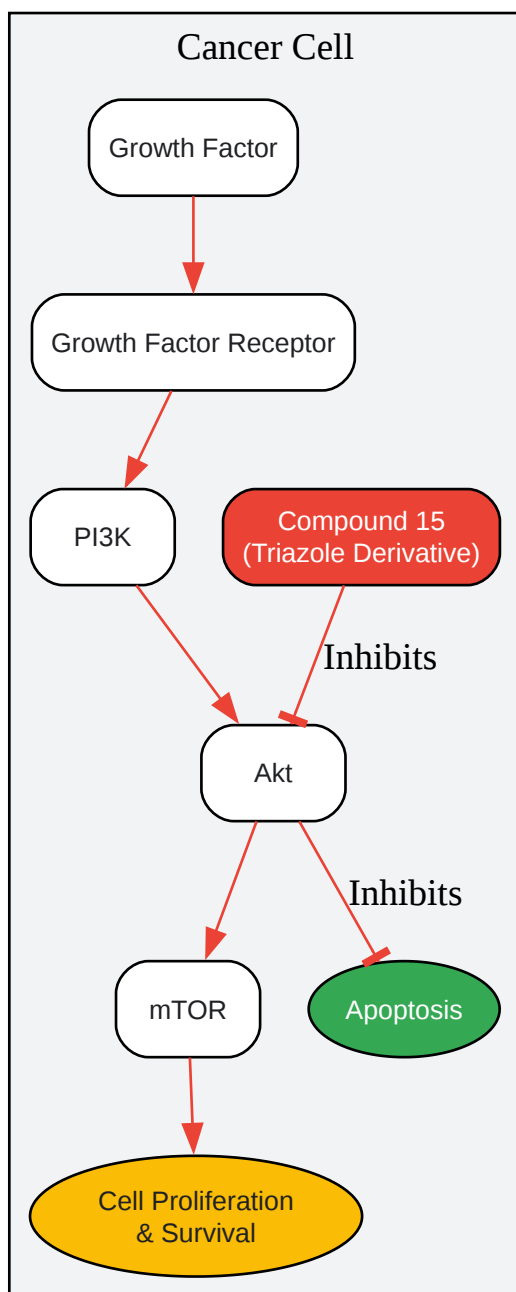 Cancer Cell
Growth Factor
Growth Factor Receptor
PI3K
Compound 15
(Triazole Derivative)
Inhibits
Akt
Inhibits
mTOR
Apoptosis
Cell Proliferation
& Survival